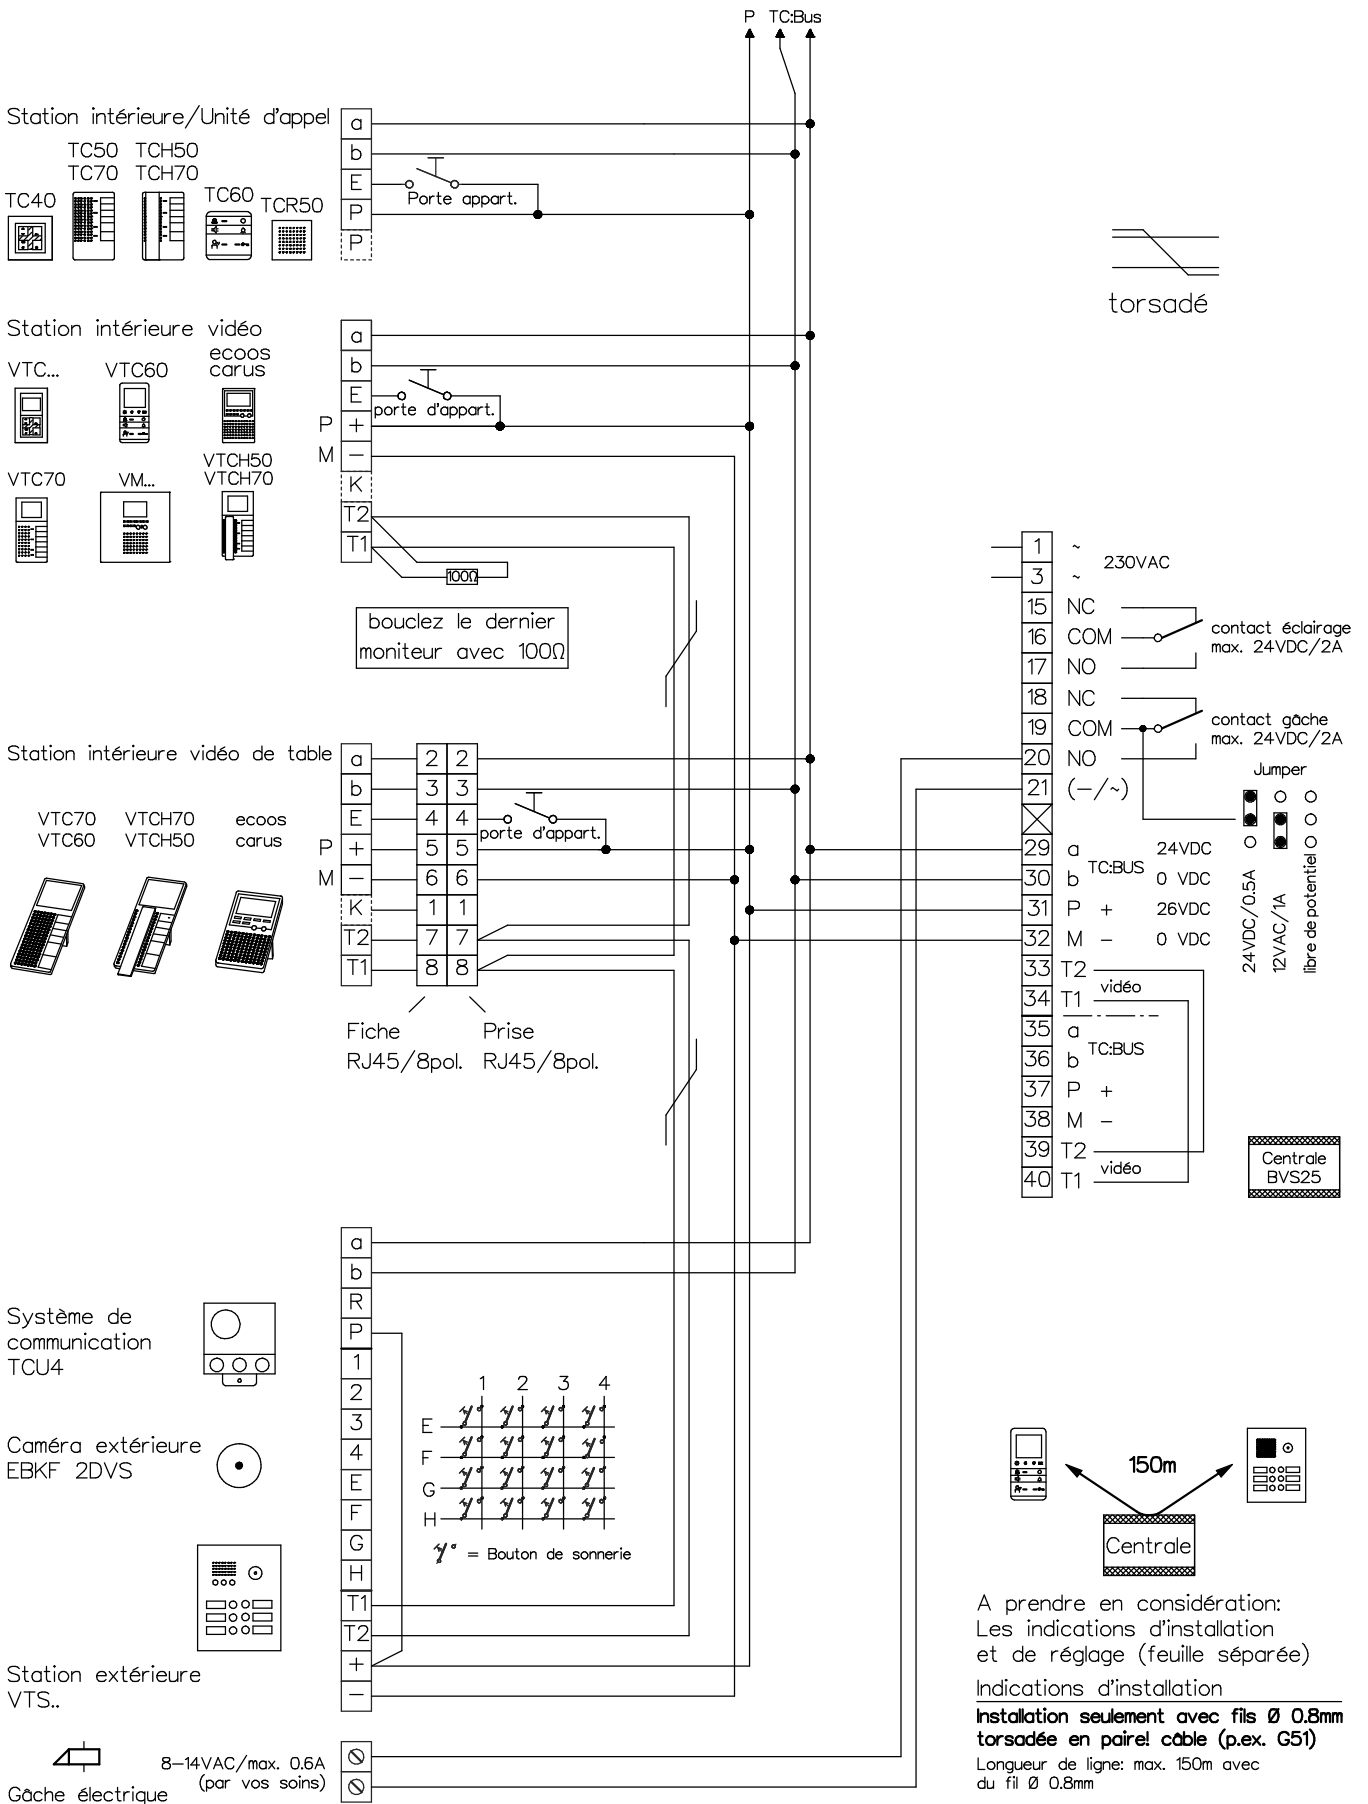 P TC:Bus
Station intérieure/Unité d'appel
TC50 TCH50
TC70 TCH70
TC40
TC60
TCR50
a
b
E
P
P
Porte appart.
torsadé
Station intérieure vidéo
ecoos
carus
VTC...
VTC60
VTCH50
VTCH70
VTC70
VM...
a
b
E
P +
M -
K
T2
T1
porte d'appart.
100Ω
bouclez le dernier
moniteur avec 100Ω
Station intérieure vidéo de table
VTC70 VTCH70 ecoos
VTC60 VTCH50 carus
a 2 2
b 3 3
E 4 4
P + 5 5
M - 6 6
K 1 1
T2 7 7
T1 8 8
porte d'appart.
Fiche Prise
RJ45/8pol. RJ45/8pol.
1 ~
230VAC
3 ~
15 NC
16 COM
17 NO
contact éclairage
max. 24VDC/2A
18 NC
19 COM
20 NO
contact gâche
max. 24VDC/2A
21 (-/~)
Jumper
24VDC/0.5A
12VAC/1A
libre de potentiel
29 a 24VDC
TC:BUS
30 b 0 VDC
31 P + 26VDC
32 M - 0 VDC
33 T2
vidéo
34 T1
35 a
TC:BUS
36 b
37 P +
38 M -
39 T2
vidéo
40 T1
Centrale
BVS25
a
b
R
P
1
2
3
4
E
F
G
H
T1
T2
+
-
Système de
communication
TCU4
1 2 3 4
E
F
G
H
= Bouton de sonnerie
Caméra extérieure
EBKF 2DVS
Station extérieure
VTS..
8-14VAC/max. 0.6A
(par vos soins)
Gâche électrique
150m
Centrale
A prendre en considération:
Les indications d'installation
et de réglage (feuille séparée)
Indications d'installation
Installation seulement avec fils Ø 0.8mm
torsadée en paire! câble (p.ex. G51)
Longueur de ligne: max. 150m avec
du fil Ø 0.8mm